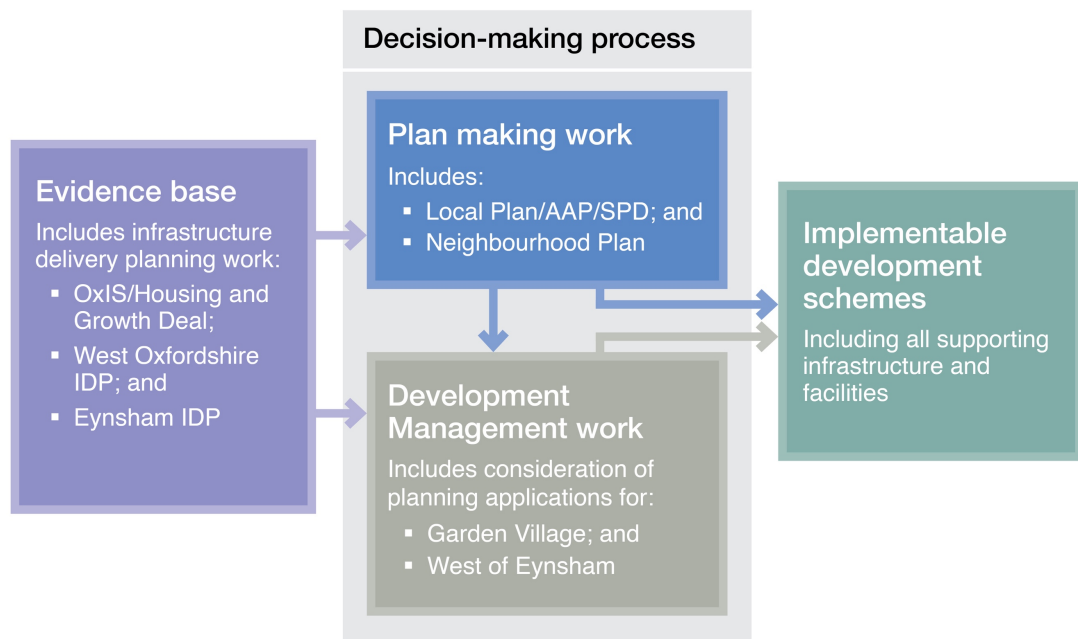 Decision-making process
Evidence base
Includes infrastructure
delivery planning work:
▪ OxIS/Housing and
Growth Deal;
▪ West Oxfordshire
IDP; and
▪ Eynsham IDP
Plan making work
Includes:
▪ Local Plan/AAP/SPD; and
▪ Neighbourhood Plan
Development
Management work
Includes consideration of
planning applications for:
▪ Garden Village; and
▪ West of Eynsham
Implementable
development
schemes
Including all supporting
infrastructure and
facilities